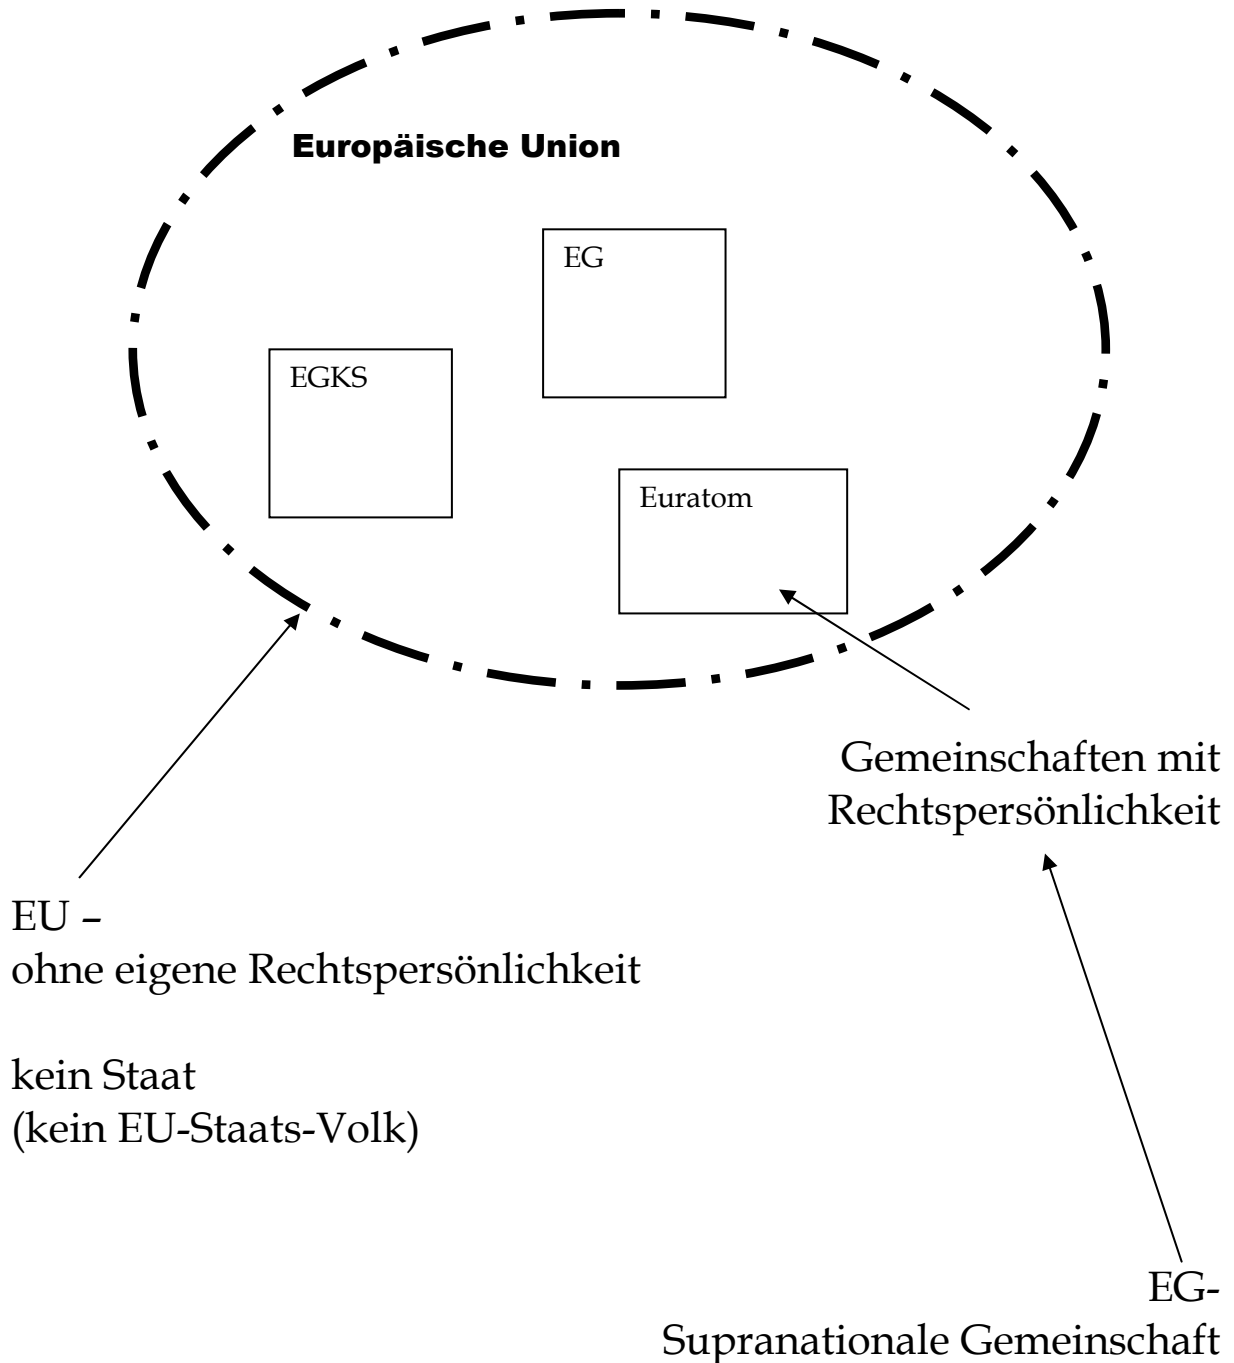 Europäische Union
EG
EGKS
Euratom
Gemeinschaften mit
Rechtspersönlichkeit
EU –
ohne eigene Rechtspersönlichkeit
kein Staat
(kein EU-Staats-Volk)
EG-
Supranationale Gemeinschaft